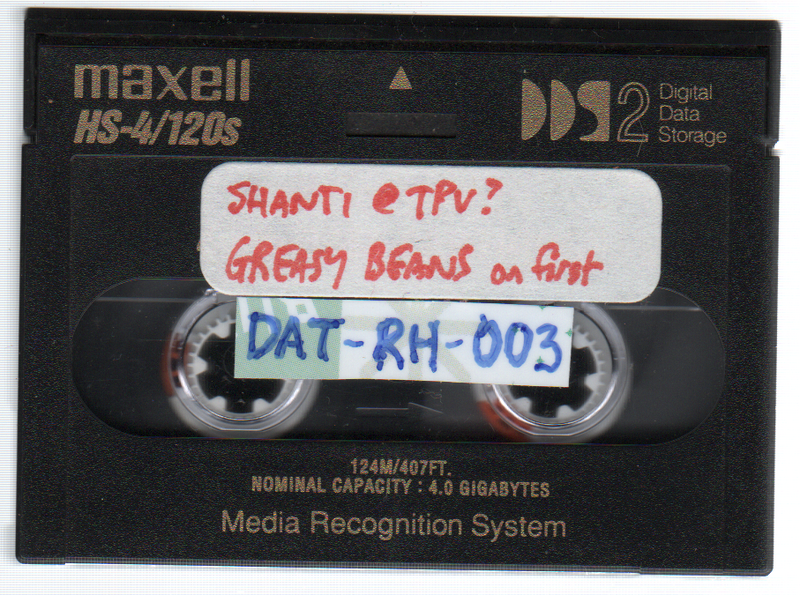 maxell
HS-4/120s
DDS2
Digital
Data
Storage
SHANTI @ TPV?
GREASY BEANS on first
DAT-RH-003
124M/407FT.
NOMINAL CAPACITY : 4.0 GIGABYTES
Media Recognition System